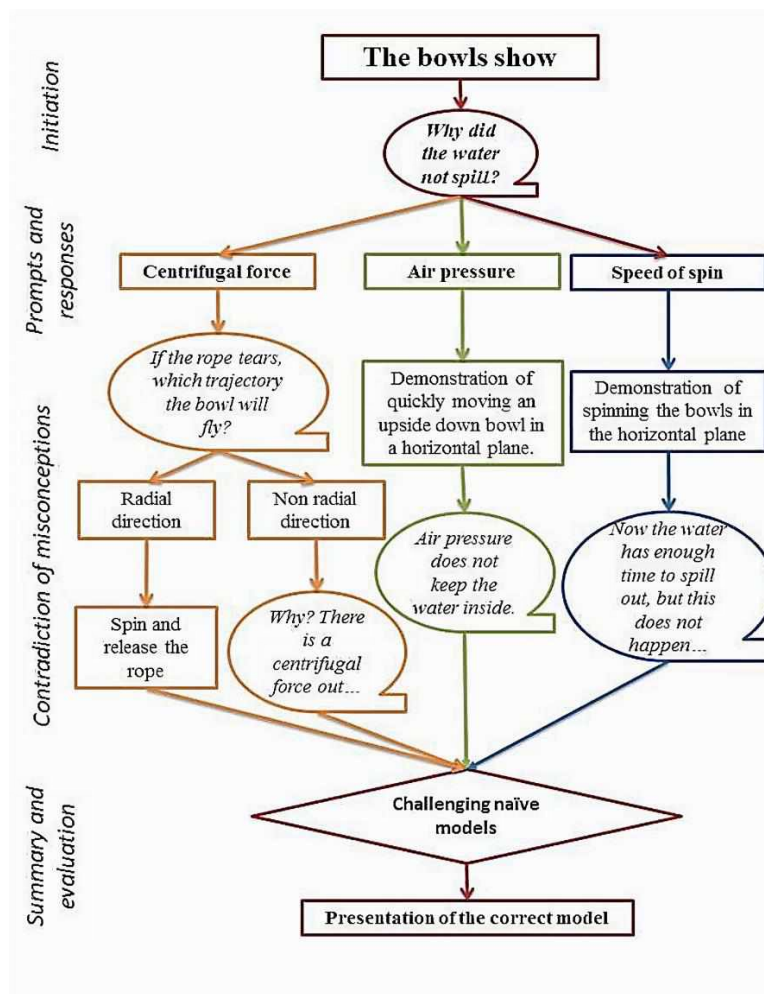 The bowls show
Initiation
Why did
the water
not spill?
Prompts and
responses
Centrifugal force
Air pressure
Speed of spin
Contradiction of misconceptions
If the rope tears,
which trajectory
the bowl will
fly?
Demonstration of
quickly moving an
upside down bowl in
a horizontal plane.
Demonstration of
spinning the bowls in
the horizontal plane
Radial
direction
Non radial
direction
Air pressure
does not
keep the
water inside.
Now the water
has enough
time to spill
out, but this
does not
happen…
Spin and
release the
rope
Why? There
is a
centrifugal
force out…
Summary and
evaluation
Challenging naïve
models
Presentation of the correct model